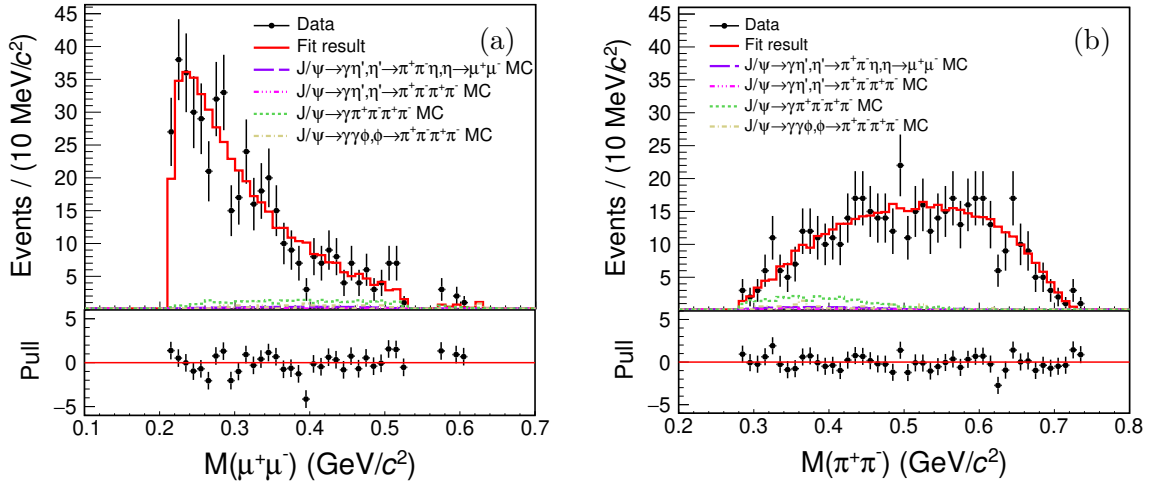 Events / (10 MeV/c²)
45
40
35
30
25
20
15
10
5
(a)
Data
Fit result
J/ψ→γη',η'→π⁺π⁻η,η→μ⁺μ⁻ MC
J/ψ→γη',η'→π⁺π⁻π⁺π⁻ MC
J/ψ→γπ⁺π⁻π⁺π⁻ MC
J/ψ→γγϕ,ϕ→π⁺π⁻π⁺π⁻ MC
Pull
5
0
−5
0.1 0.2 0.3 0.4 0.5 0.6 0.7
M(μ⁺μ⁻) (GeV/c²)
Events / (10 MeV/c²)
45
40
35
30
25
20
15
10
5
(b)
Data
Fit result
J/ψ→γη',η'→π⁺π⁻η,η→μ⁺μ⁻ MC
J/ψ→γη',η'→π⁺π⁻π⁺π⁻ MC
J/ψ→γπ⁺π⁻π⁺π⁻ MC
J/ψ→γγϕ,ϕ→π⁺π⁻π⁺π⁻ MC
Pull
5
0
−5
0.2 0.3 0.4 0.5 0.6 0.7 0.8
M(π⁺π⁻) (GeV/c²)